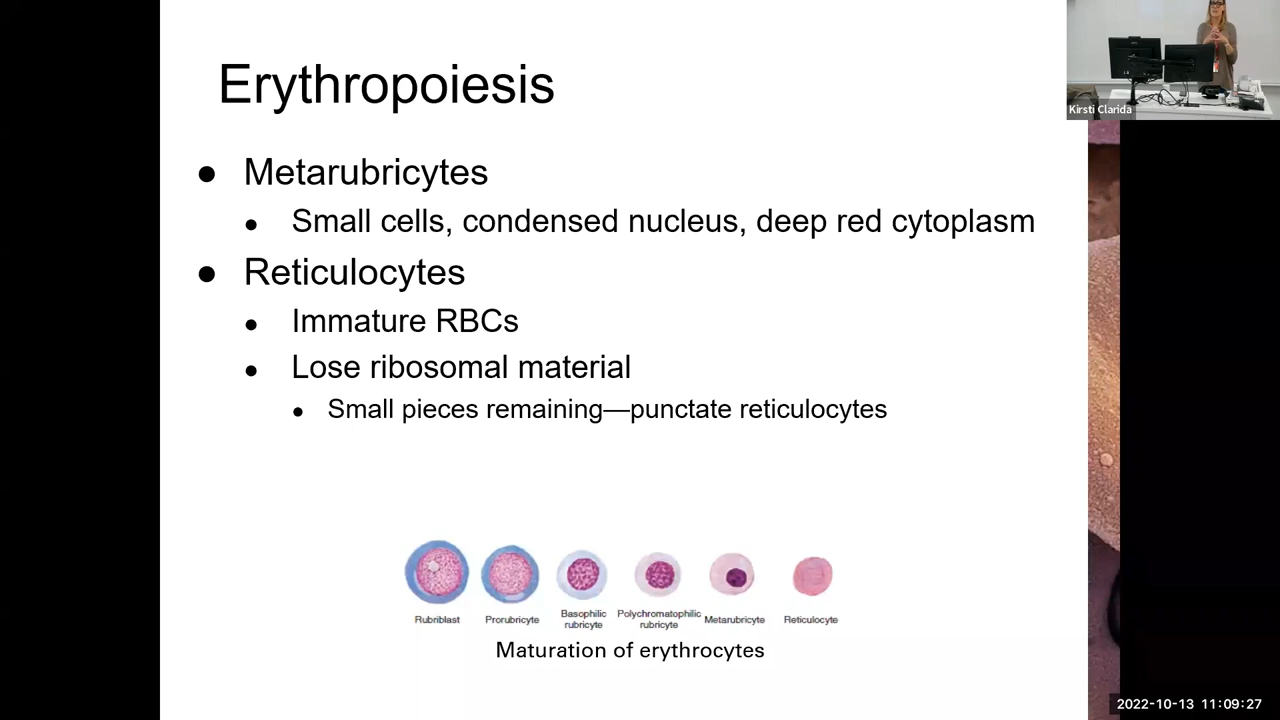 Erythropoiesis
Kirsti Clarida
● Metarubricytes
● Small cells, condensed nucleus, deep red cytoplasm
● Reticulocytes
● Immature RBCs
● Lose ribosomal material
● Small pieces remaining—punctate reticulocytes
Rubriblast
Prorubricyte
Basophilic
rubricyte
Polychromatophilic
rubricyte
Metarubricyte
Reticulocyte
Maturation of erythrocytes
2022-10-13 11:09:27